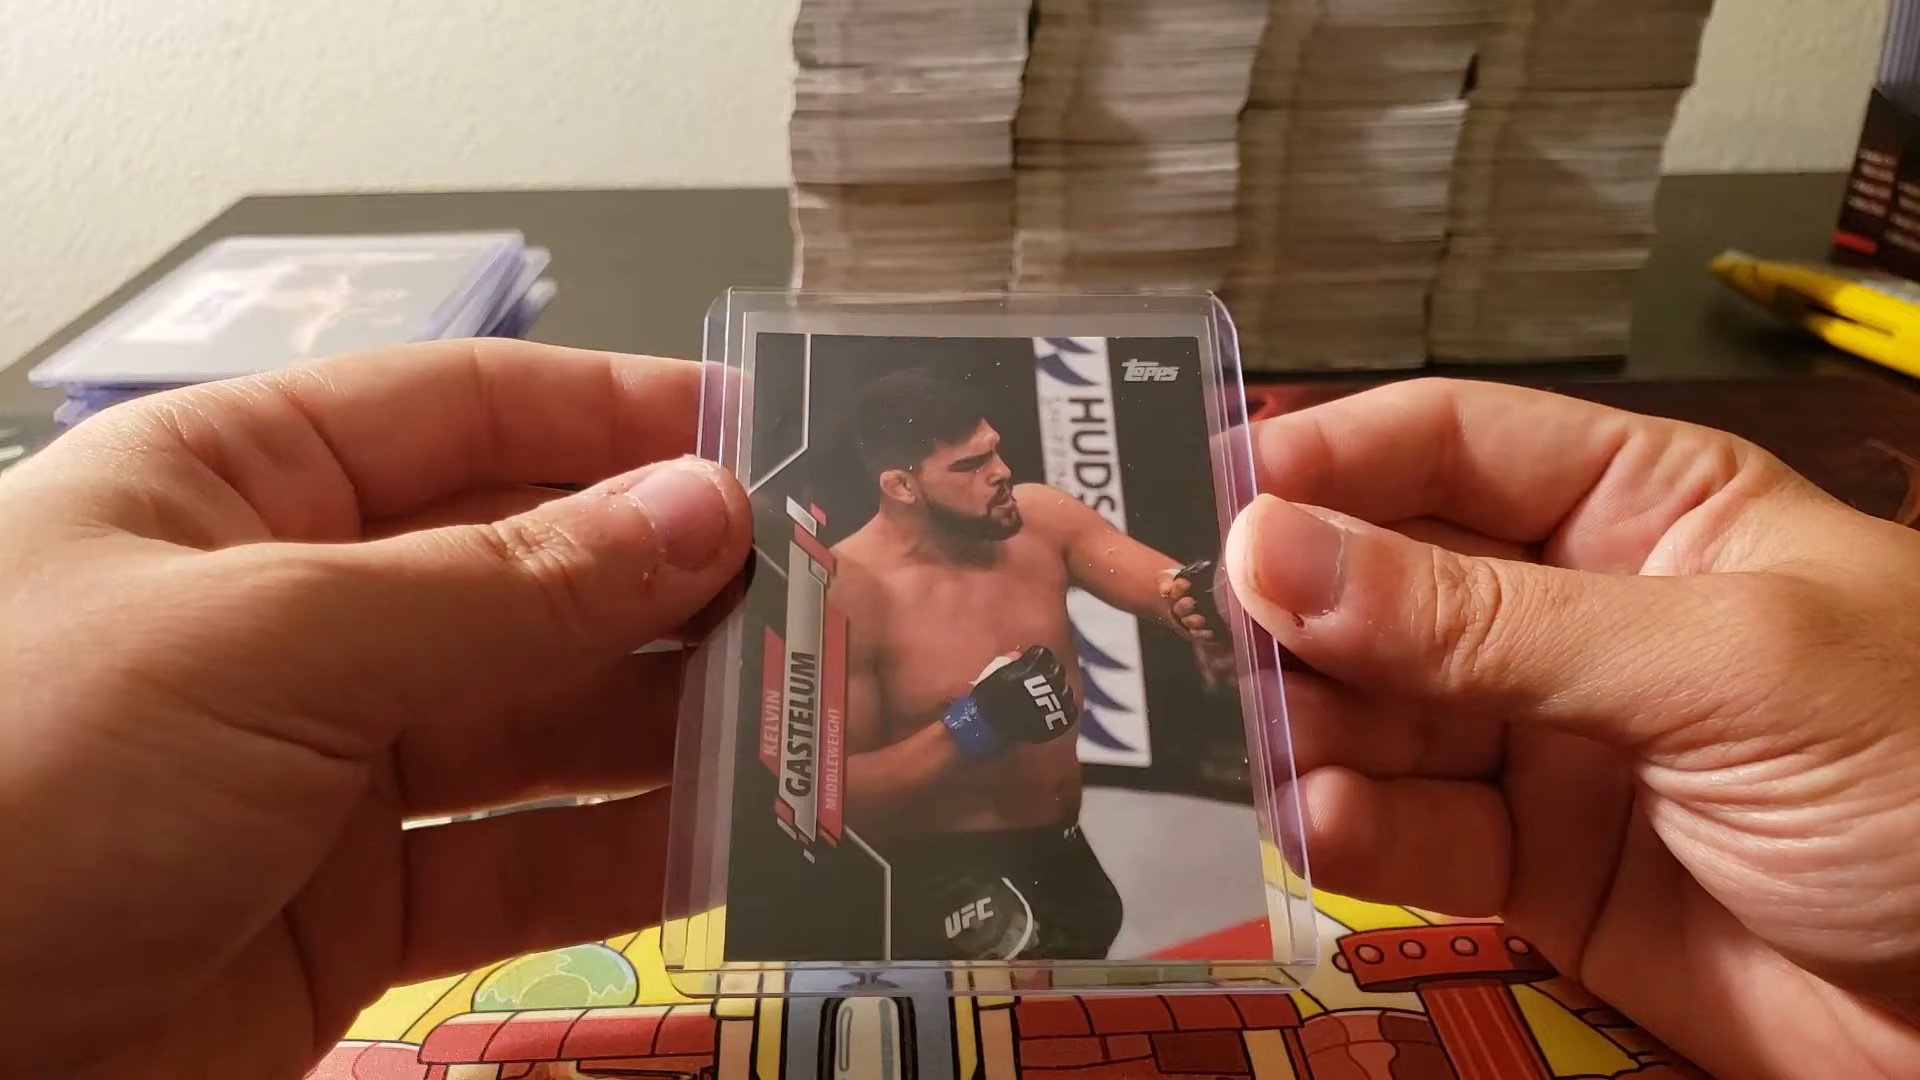 TOPPS
HUDS
KELVIN
GASTELUM
MIDDLEWEIGHT
UFC
UFC